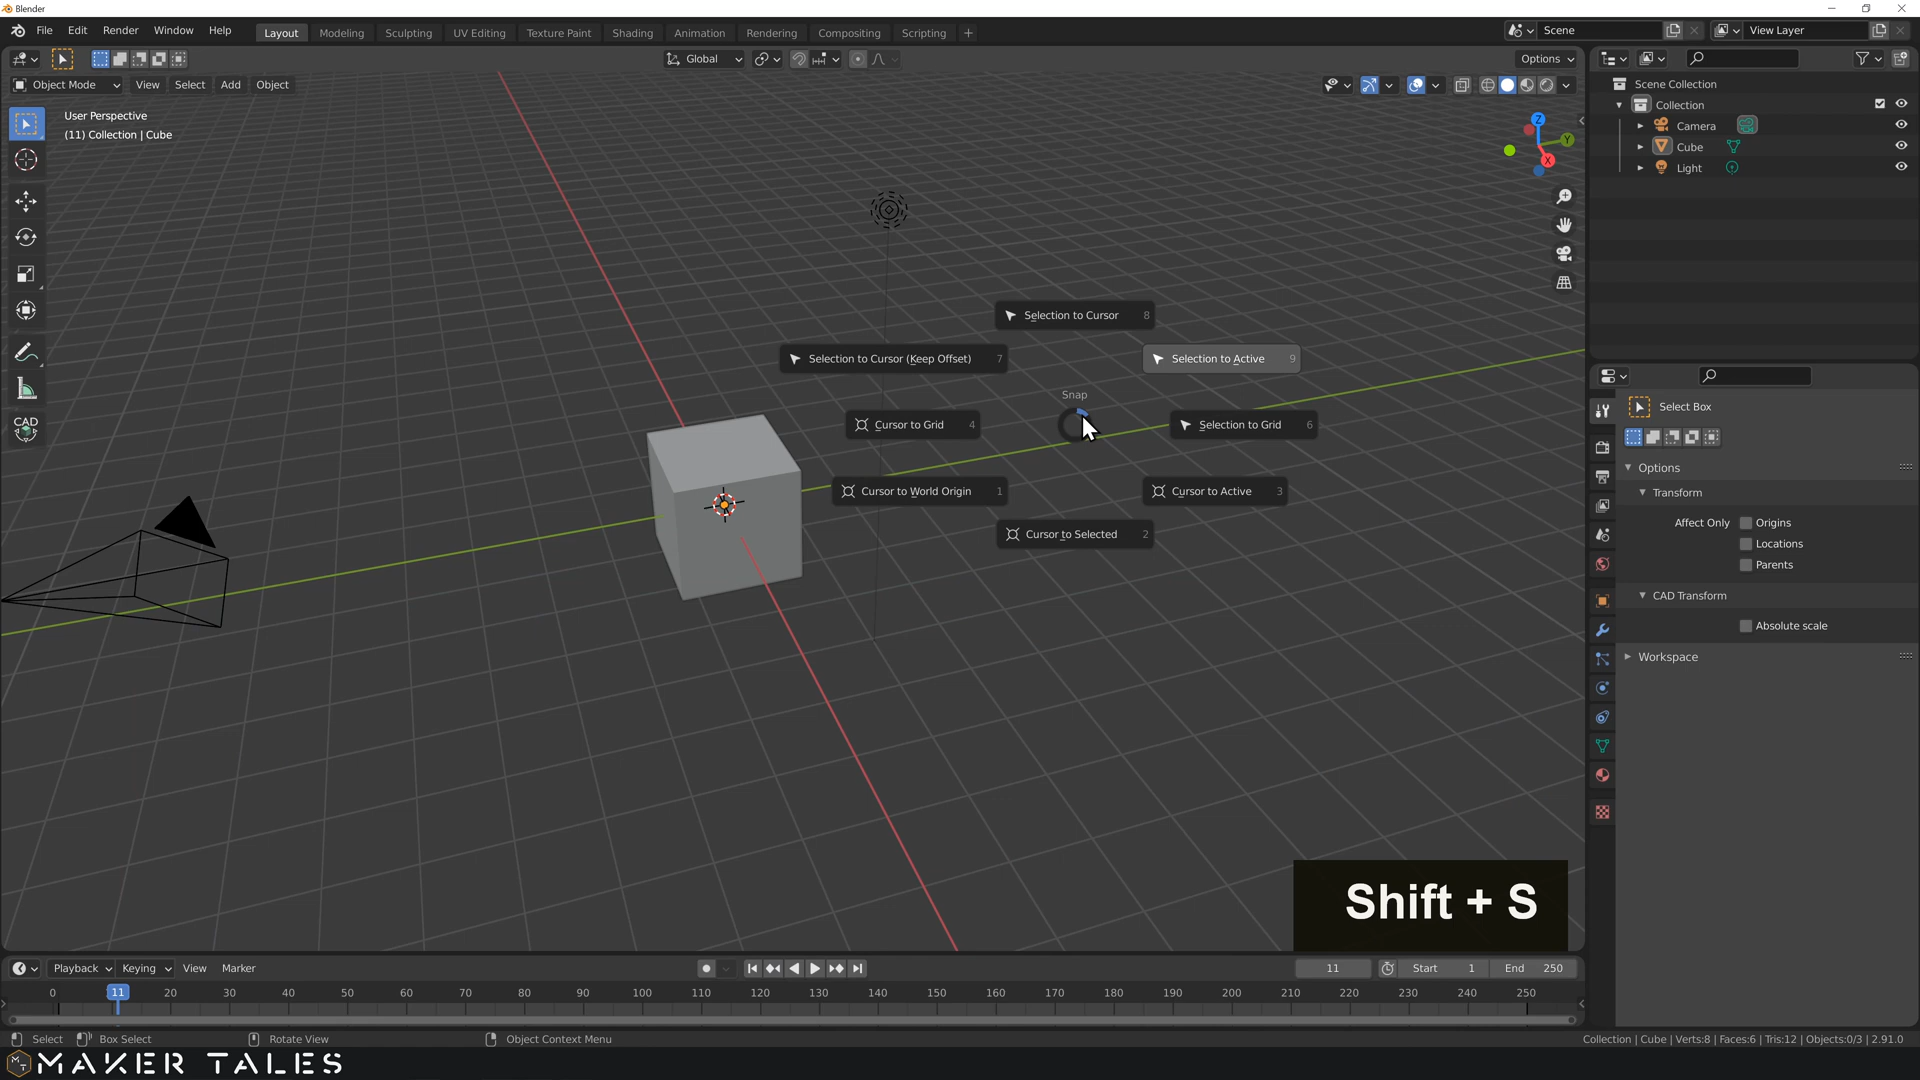 Blender
File Edit Render Window Help Layout Modeling Sculpting UV Editing Texture Paint Shading Animation Rendering Compositing Scripting + Scene View Layer
Global Options
Object Mode View Select Add Object
User Perspective
(11) Collection | Cube
Z
Y
X
Scene Collection
Collection
Camera
Cube
Light
Selection to Cursor 8
Selection to Cursor (Keep Offset) 7
Selection to Active 9
Snap
Cursor to Grid 4
Selection to Grid 6
Cursor to World Origin 1
Cursor to Active 3
Cursor to Selected 2
CAD
Select Box
Options
Transform
Affect Only Origins
Locations
Parents
CAD Transform
Absolute scale
Workspace
Shift + S
Playback Keying View Marker 11 Start 1 End 250
0 11 20 30 40 50 60 70 80 90 100 110 120 130 140 150 160 170 180 190 200 210 220 230 240 250
Select Box Select Rotate View Object Context Menu Collection | Cube | Verts:8 | Faces:6 | Tris:12 | Objects:0/3 | 2.91.0
MAKER TALES